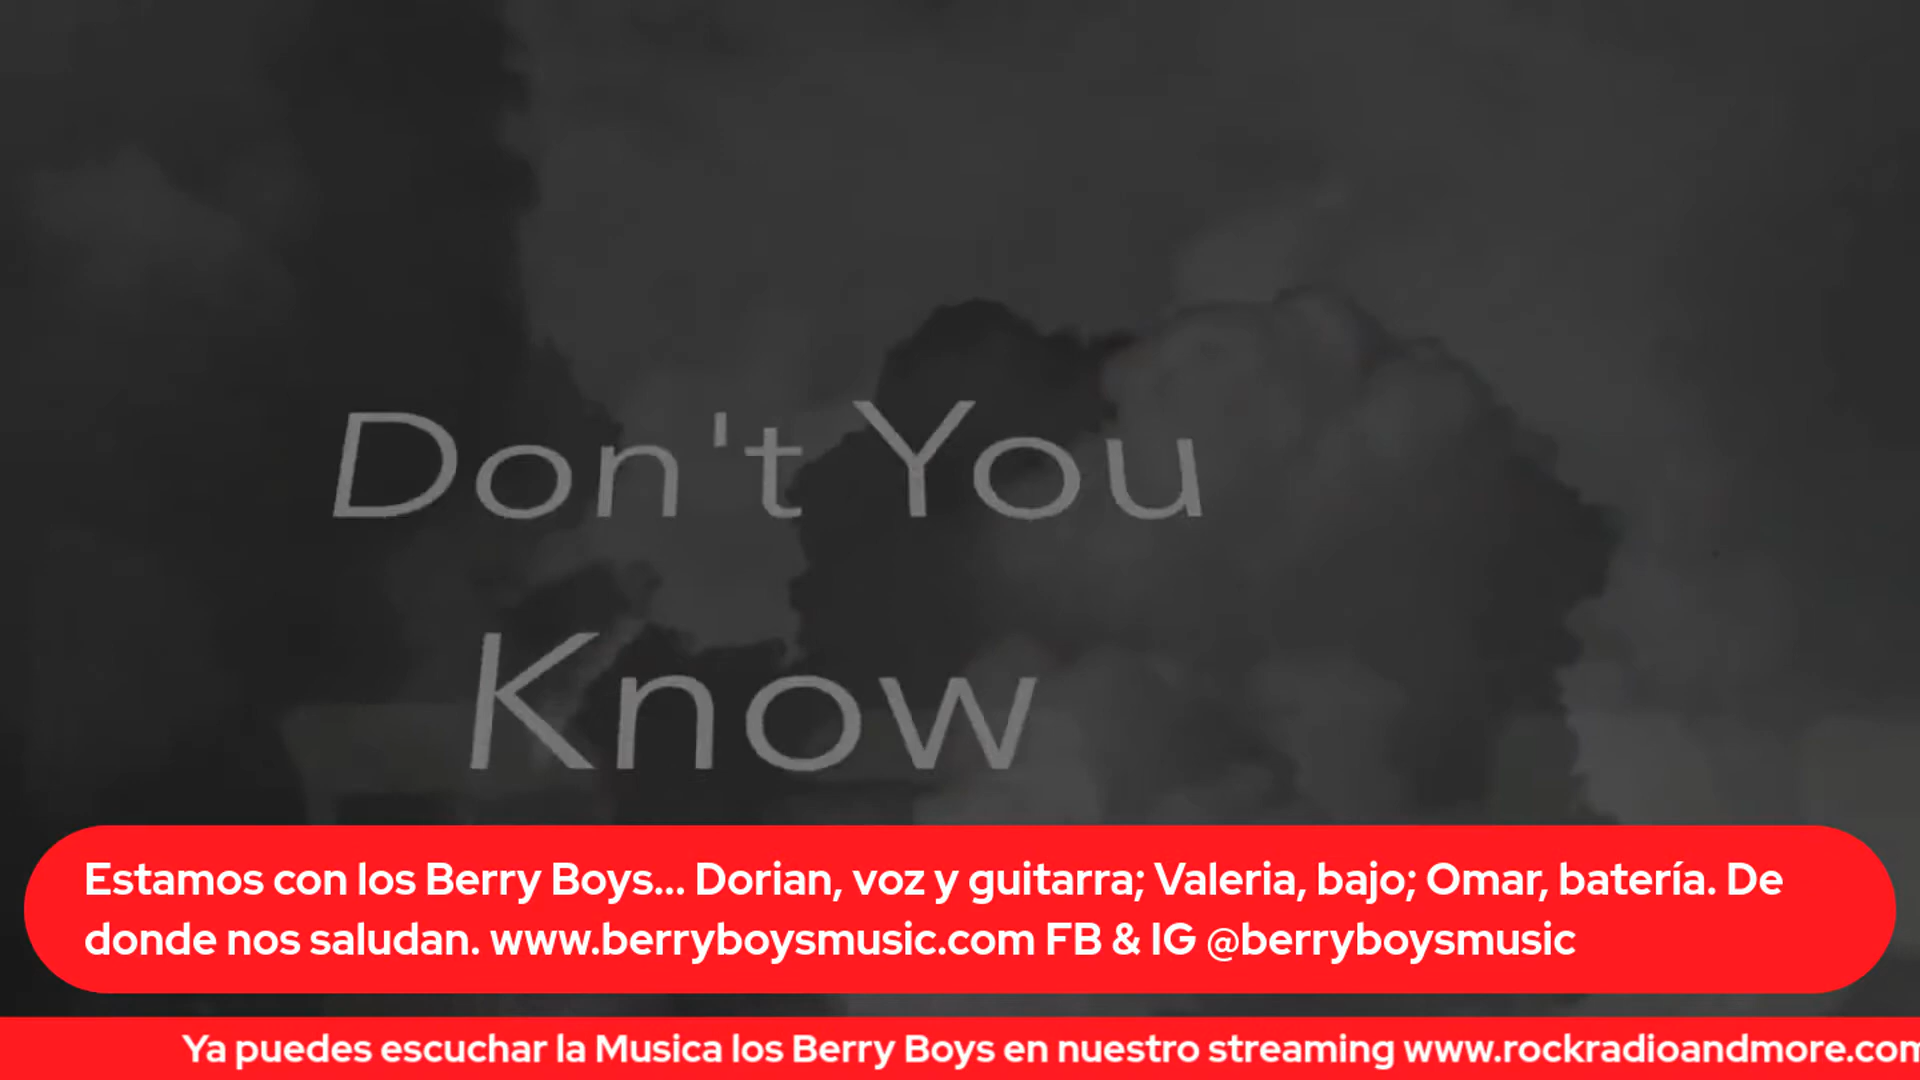 Don't You
Know
Estamos con los Berry Boys... Dorian, voz y guitarra; Valeria, bajo; Omar, batería. De
donde nos saludan. www.berryboysmusic.com FB & IG @berryboysmusic
Ya puedes escuchar la Musica los Berry Boys en nuestro streaming www.rockradioandmore.com